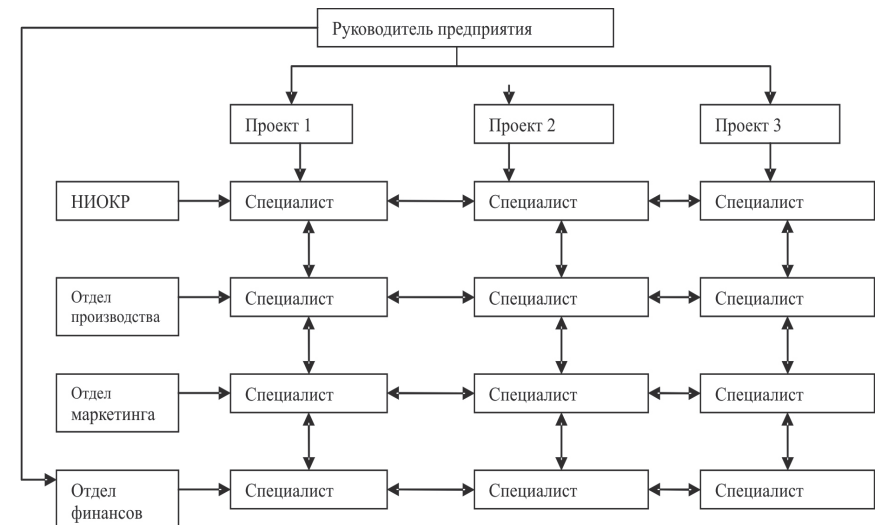 Руководитель предприятия
Проект 1
Проект 2
Проект 3
НИОКР
Специалист
Специалист
Специалист
Отдел
производства
Специалист
Специалист
Специалист
Отдел
маркетинга
Специалист
Специалист
Специалист
Отдел
финансов
Специалист
Специалист
Специалист